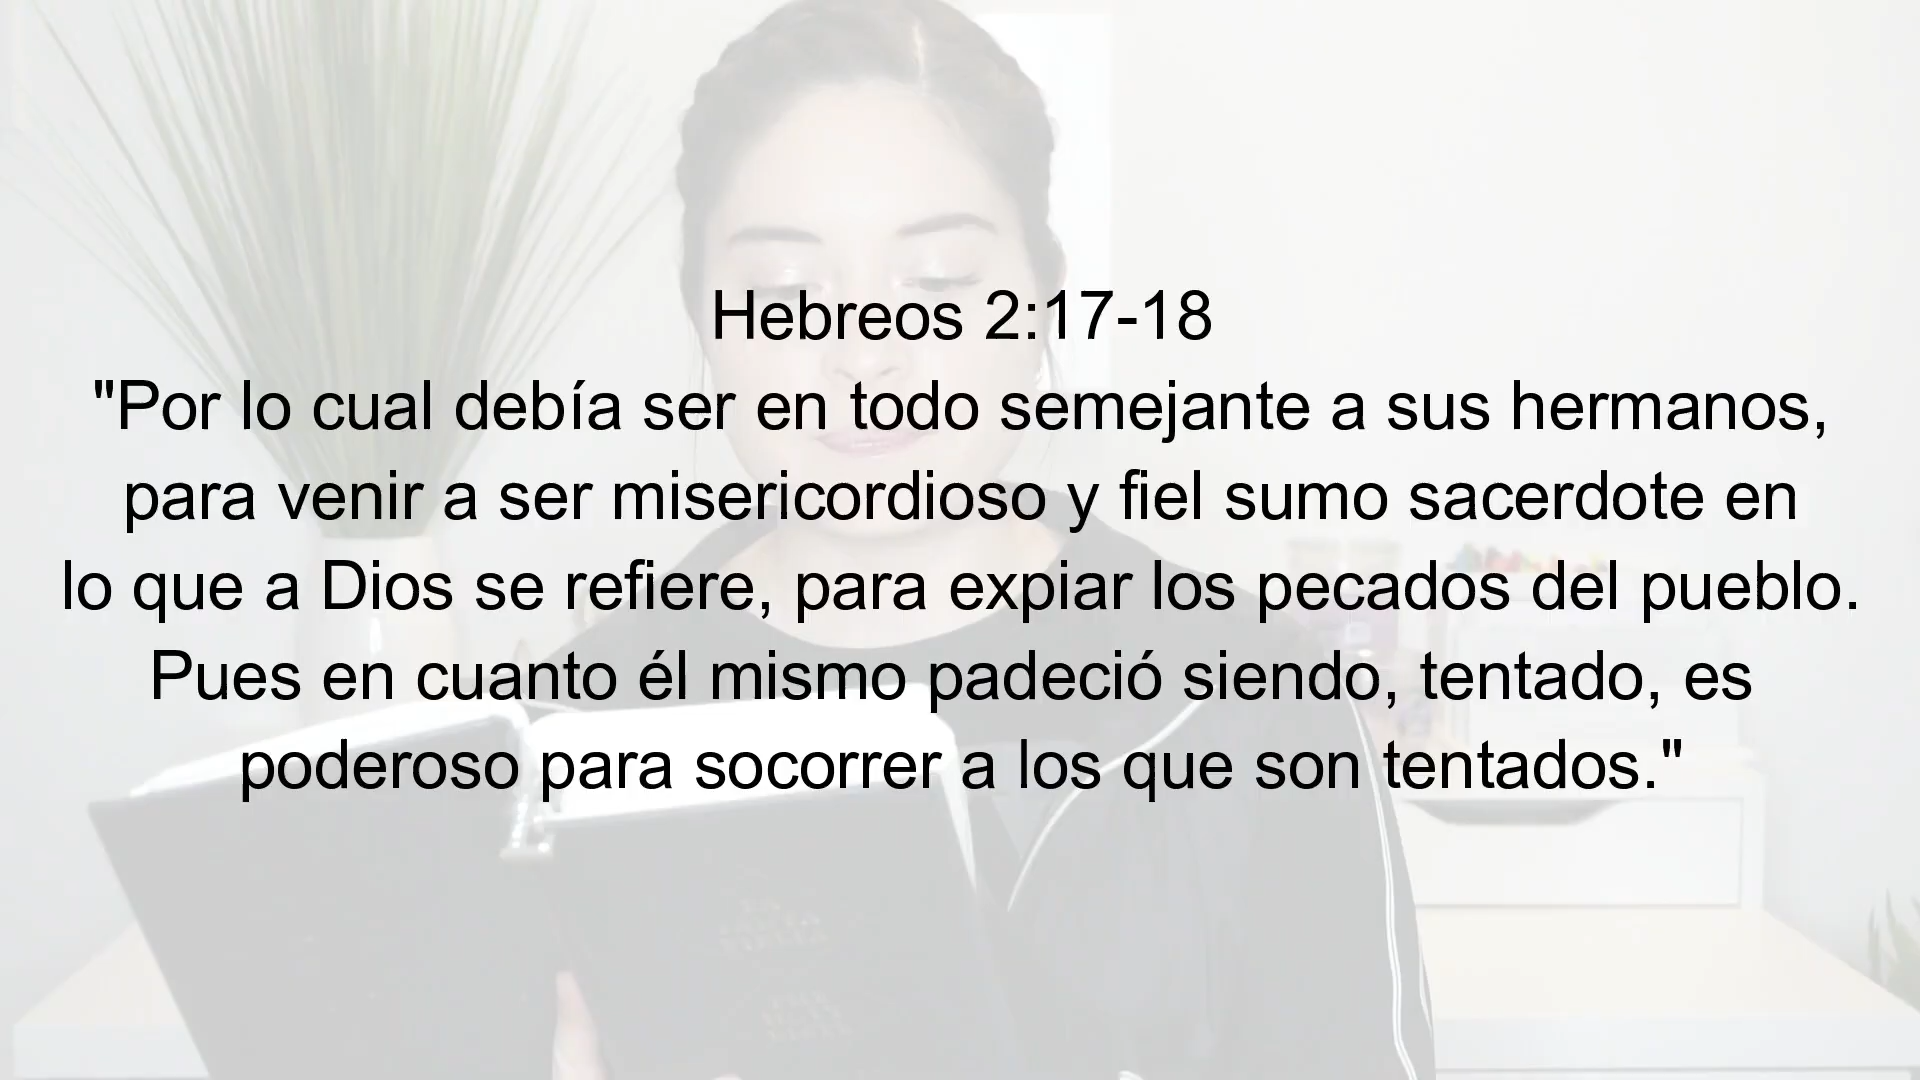 Hebreos 2:17-18
"Por lo cual debía ser en todo semejante a sus hermanos,
para venir a ser misericordioso y fiel sumo sacerdote en
lo que a Dios se refiere, para expiar los pecados del pueblo.
Pues en cuanto él mismo padeció siendo, tentado, es
poderoso para socorrer a los que son tentados."